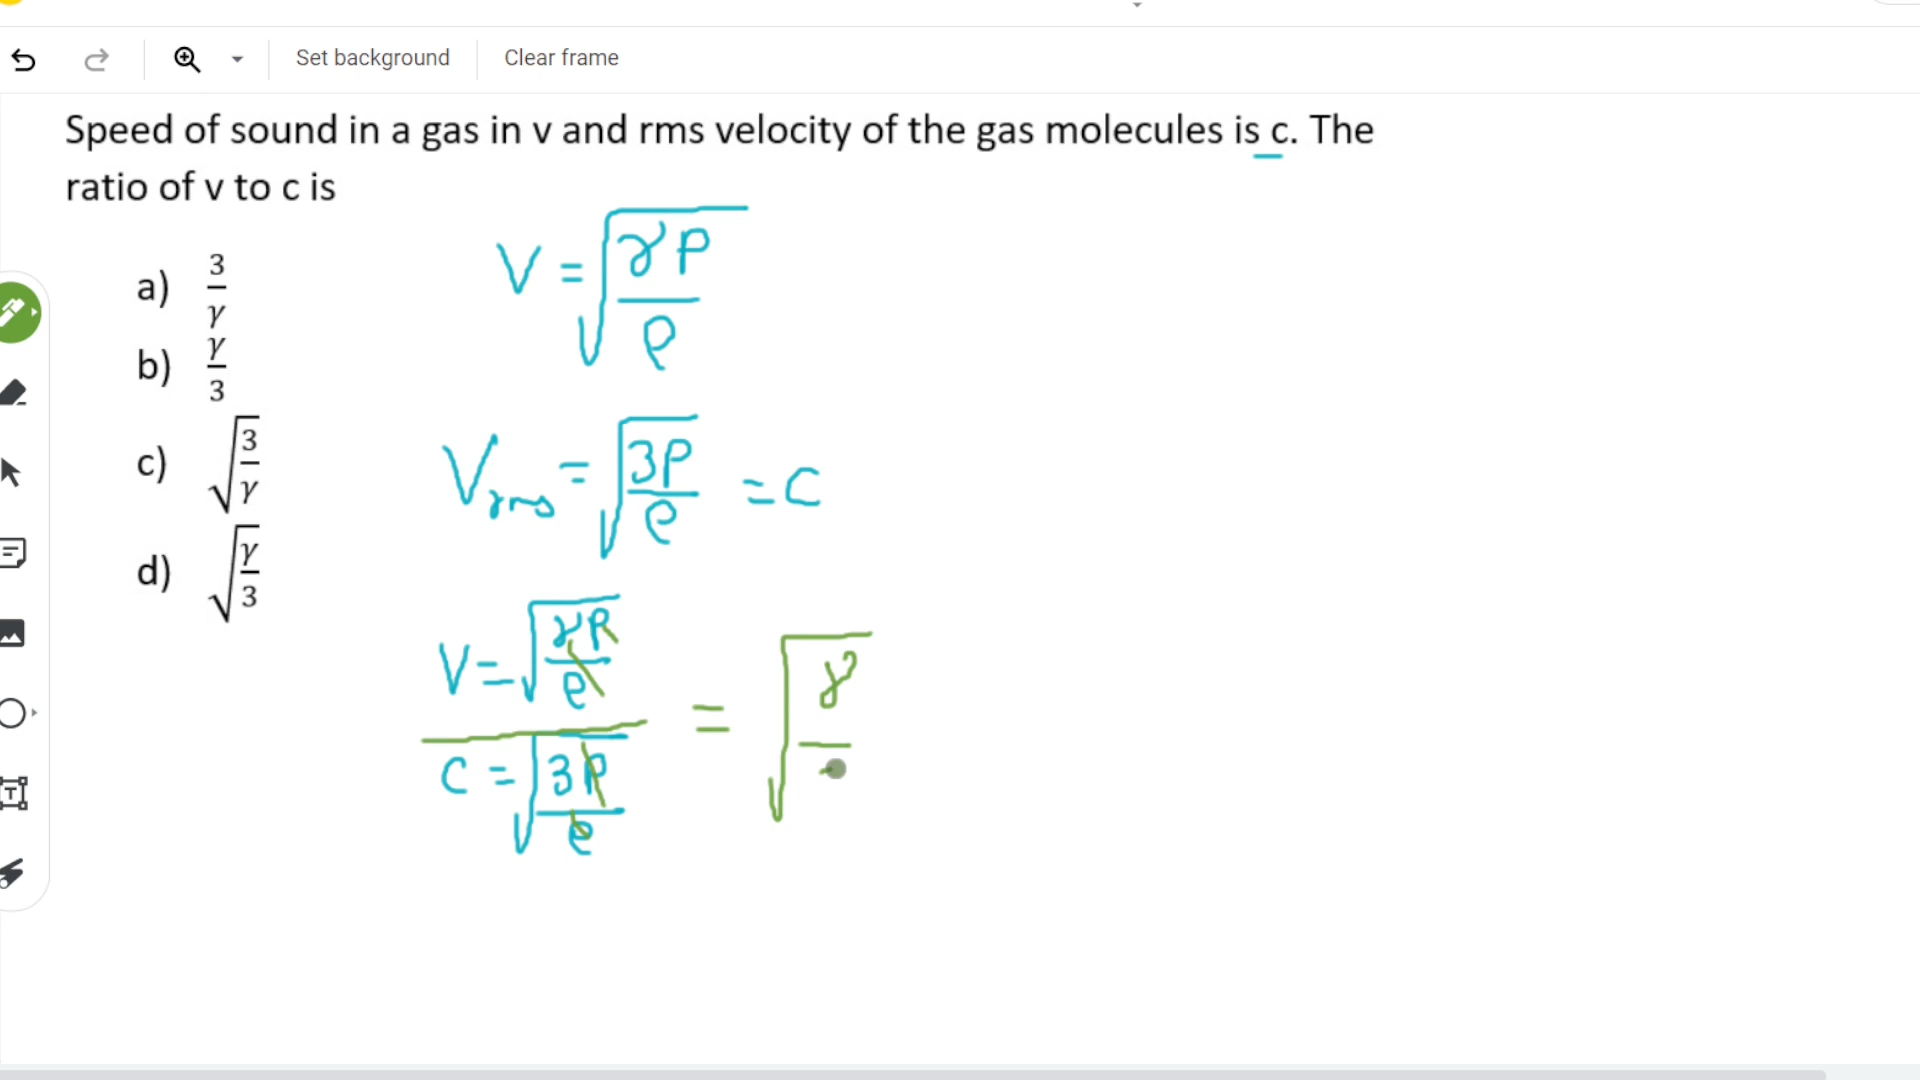 Set background Clear frame
Speed of sound in a gas in v and rms velocity of the gas molecules is c. The
ratio of v to c is
a) 3/γ
b) γ/3
c) √(3/γ)
d) √(γ/3)
V = √(γP/ρ)
Vrms = √(3P/ρ) = C
V = √(γP/ρ)
C = √(3P/ρ)
= √(γ/